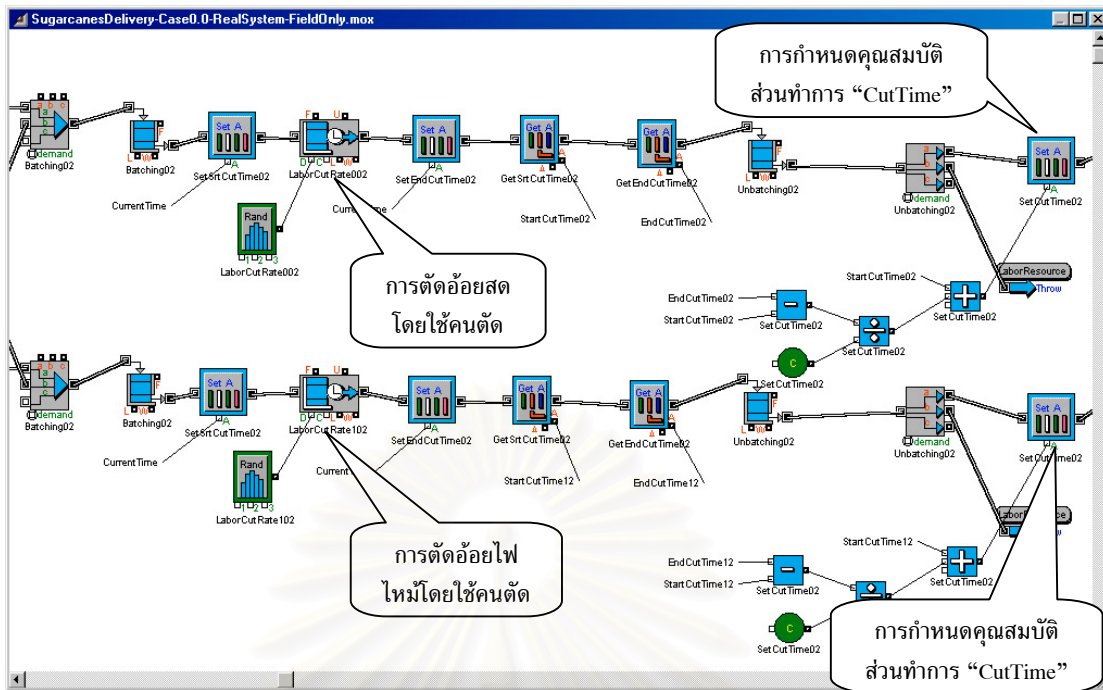 SugarcanesDelivery-Case0.0-RealSystem-FieldOnly.mox
การกำหนดคุณสมบัติ
ส่วนทำการ “CutTime”
a b c
a
b
c
demand
Batching02
F
L W
Batching02
Set A
A
SetSrtCutTime02
CurrentTime
F U
D C L W
LaborCutRate002
Rand
1 2 3
LaborCutRate002
Set A
A
SetEndCutTime02
Get A
A
Δ
GetSrtCutTime02
StartCutTime02
Get A
A
Δ
GetEndCutTime02
EndCutTime02
F
L W
Unbatching02
a
b
c
demand
Unbatching02
Set A
A
SetCutTime02
LaborResource
Throw
การตัดอ้อยสด
โดยใช้คนตัด
StartCutTime02
EndCutTime02
StartCutTime02
SetCutTime02
SetCutTime02
SetCutTime02
C
SetCutTime02
a b c
a
b
c
demand
Batching02
F
L W
Batching02
Set A
A
SetSrtCutTime02
CurrentTime
F U
D C L W
LaborCutRate102
Rand
1 2 3
LaborCutRate102
Set A
A
SetEndCutTime02
Get A
A
Δ
GetSrtCutTime02
StartCutTime12
Get A
A
Δ
GetEndCutTime02
EndCutTime12
F
L W
Unbatching02
a
b
c
demand
Unbatching02
Set A
A
SetCutTime02
การตัดอ้อยไฟ
ไหม้โดยใช้คนตัด
StartCutTime12
EndCutTime12
StartCutTime12
SetCutTime02
SetCutTime02
C
SetCutTime02
การกำหนดคุณสมบัติ
ส่วนทำการ “CutTime”